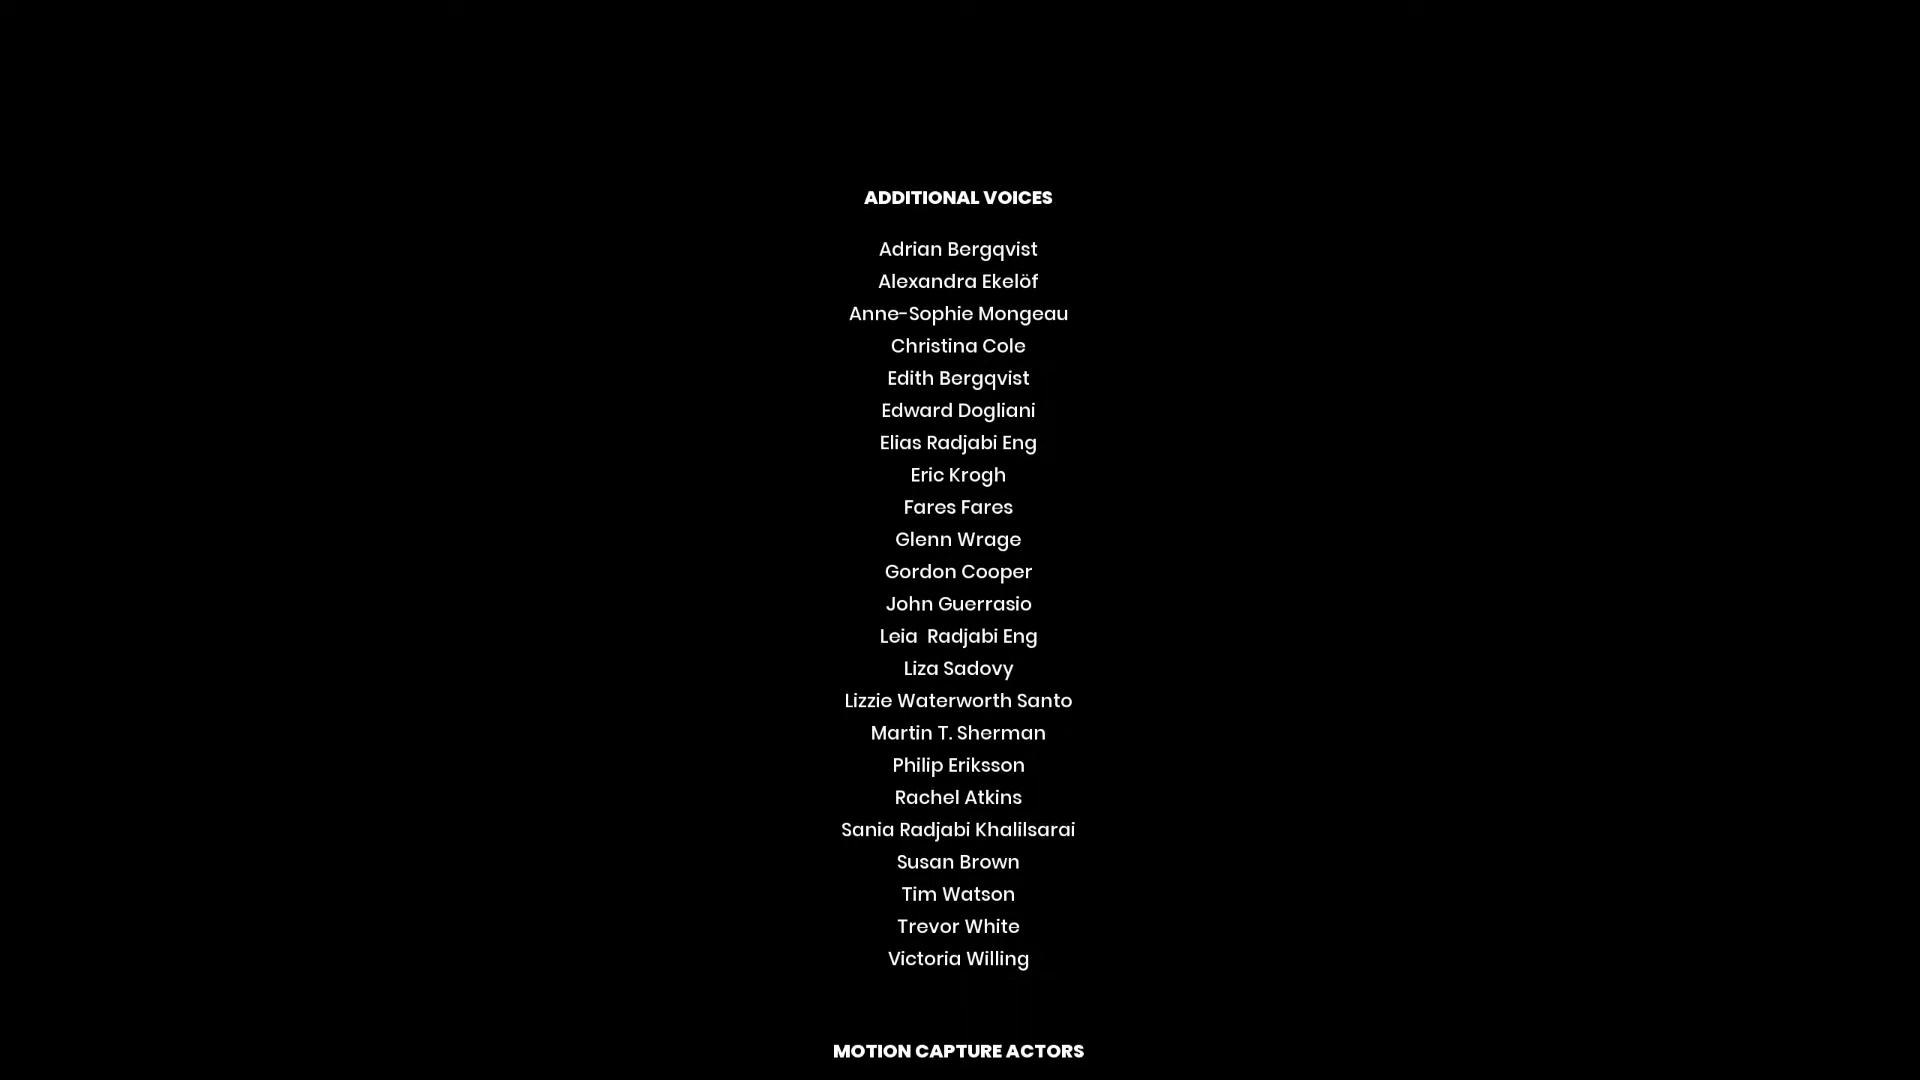 ADDITIONAL VOICES
Adrian Bergqvist
Alexandra Ekelöf
Anne-Sophie Mongeau
Christina Cole
Edith Bergqvist
Edward Dogliani
Elias Radjabi Eng
Eric Krogh
Fares Fares
Glenn Wrage
Gordon Cooper
John Guerrasio
Leia  Radjabi Eng
Liza Sadovy
Lizzie Waterworth Santo
Martin T. Sherman
Philip Eriksson
Rachel Atkins
Sania Radjabi Khalilsarai
Susan Brown
Tim Watson
Trevor White
Victoria Willing
MOTION CAPTURE ACTORS